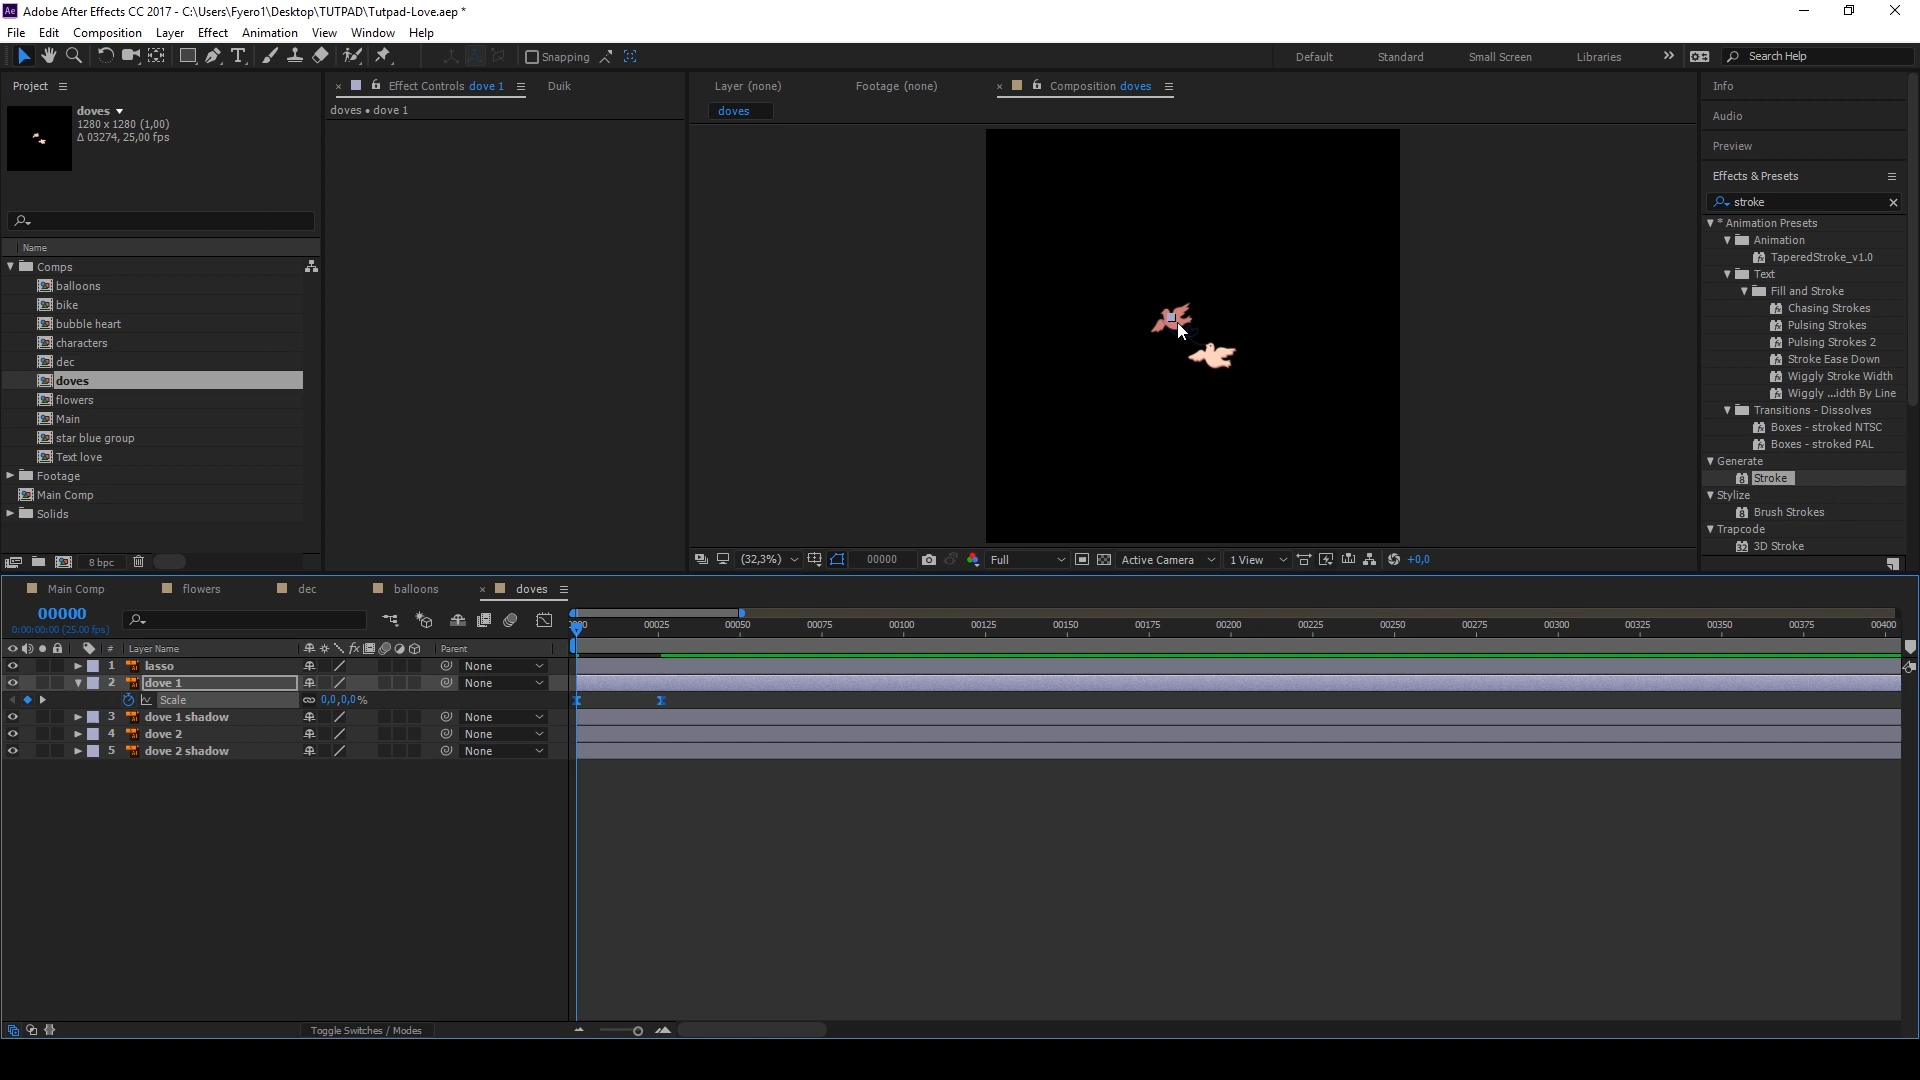 Ae Adobe After Effects CC 2017 - C:\Users\Fyero1\Desktop\TUTPAD\Tutpad-Love.aep *
File Edit Composition Layer Effect Animation View Window Help
Snapping Default Standard Small Screen Libraries Search Help
Project
doves
1280 x 1280 (1,00)
Δ 03274, 25,00 fps
Name
Comps
balloons
bike
bubble heart
characters
dec
doves
flowers
Main
star blue group
Text love
Footage
Main Comp
Solids
8 bpc
Effect Controls dove 1 Duik
doves • dove 1
Layer (none) Footage (none) Composition doves
doves
(32,3%) 00000 Full Active Camera 1 View +0,0
Info
Audio
Preview
Effects & Presets
stroke
* Animation Presets
Animation
TaperedStroke_v1.0
Text
Fill and Stroke
Chasing Strokes
Pulsing Strokes
Pulsing Strokes 2
Stroke Ease Down
Wiggly Stroke Width
Wiggly ...idth By Line
Transitions - Dissolves
Boxes - stroked NTSC
Boxes - stroked PAL
Generate
Stroke
Stylize
Brush Strokes
Trapcode
3D Stroke
Main Comp flowers dec balloons doves
00000
0:00:00:00 (25.00 fps)
00025 00050 00075 00100 00125 00150 00175 00200 00225 00250 00275 00300 00325 00350 00375 00400
# Layer Name Parent
1 lasso None
2 dove 1 None
Scale 0,0,0,0%
3 dove 1 shadow None
4 dove 2 None
5 dove 2 shadow None
Toggle Switches / Modes